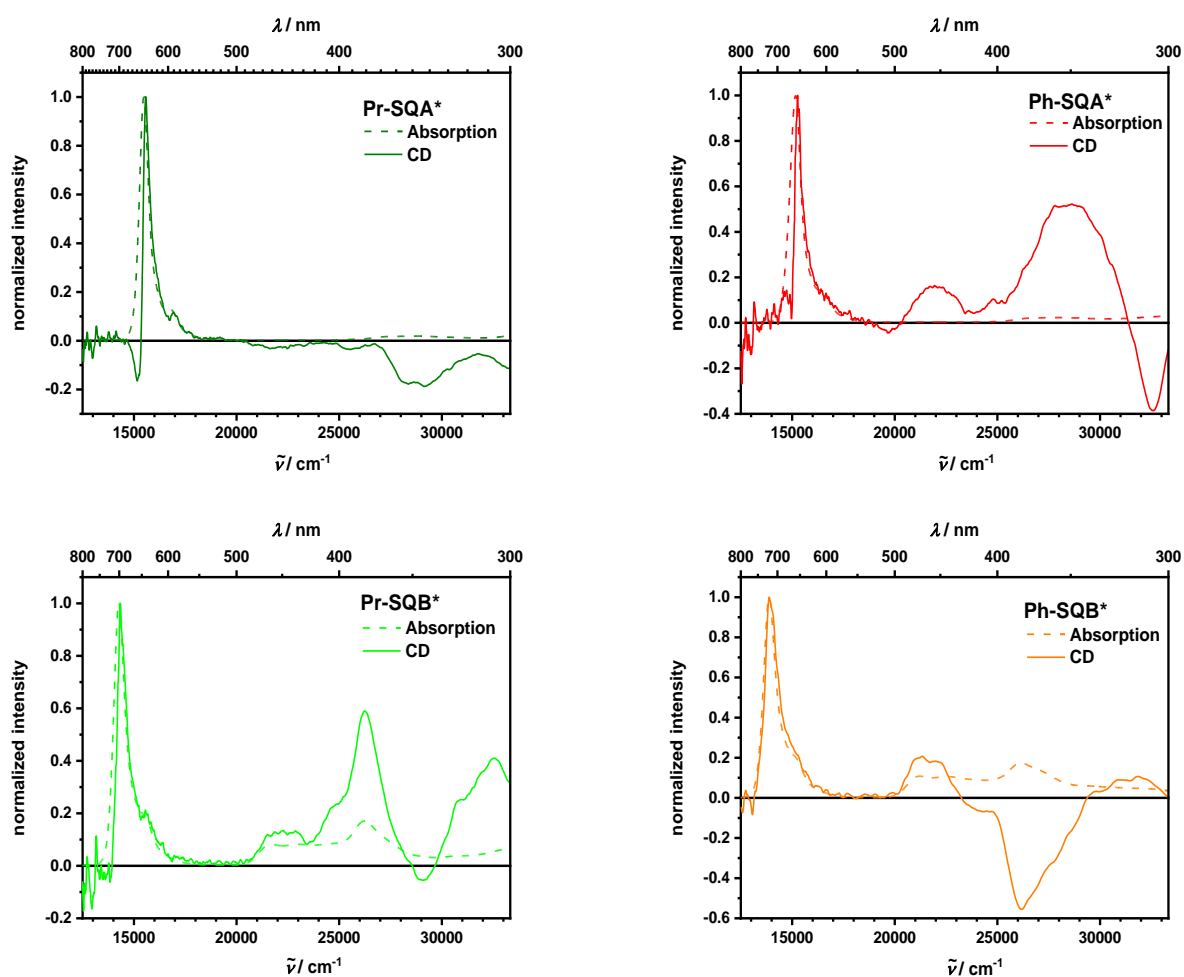 λ / nm
800 700 600 500 400 300
1.0
0.8
0.6
0.4
0.2
0.0
-0.2
normalized intensity
Pr-SQA*
Absorption
CD
15000 20000 25000 30000
ṽ / cm-1
λ / nm
800 700 600 500 400 300
1.0
0.8
0.6
0.4
0.2
0.0
-0.2
-0.4
normalized intensity
Ph-SQA*
Absorption
CD
15000 20000 25000 30000
ṽ / cm-1
λ / nm
800 700 600 500 400 300
1.0
0.8
0.6
0.4
0.2
0.0
-0.2
normalized intensity
Pr-SQB*
Absorption
CD
15000 20000 25000 30000
ṽ / cm-1
λ / nm
800 700 600 500 400 300
1.0
0.8
0.6
0.4
0.2
0.0
-0.2
-0.4
-0.6
normalized intensity
Ph-SQB*
Absorption
CD
15000 20000 25000 30000
ṽ / cm-1